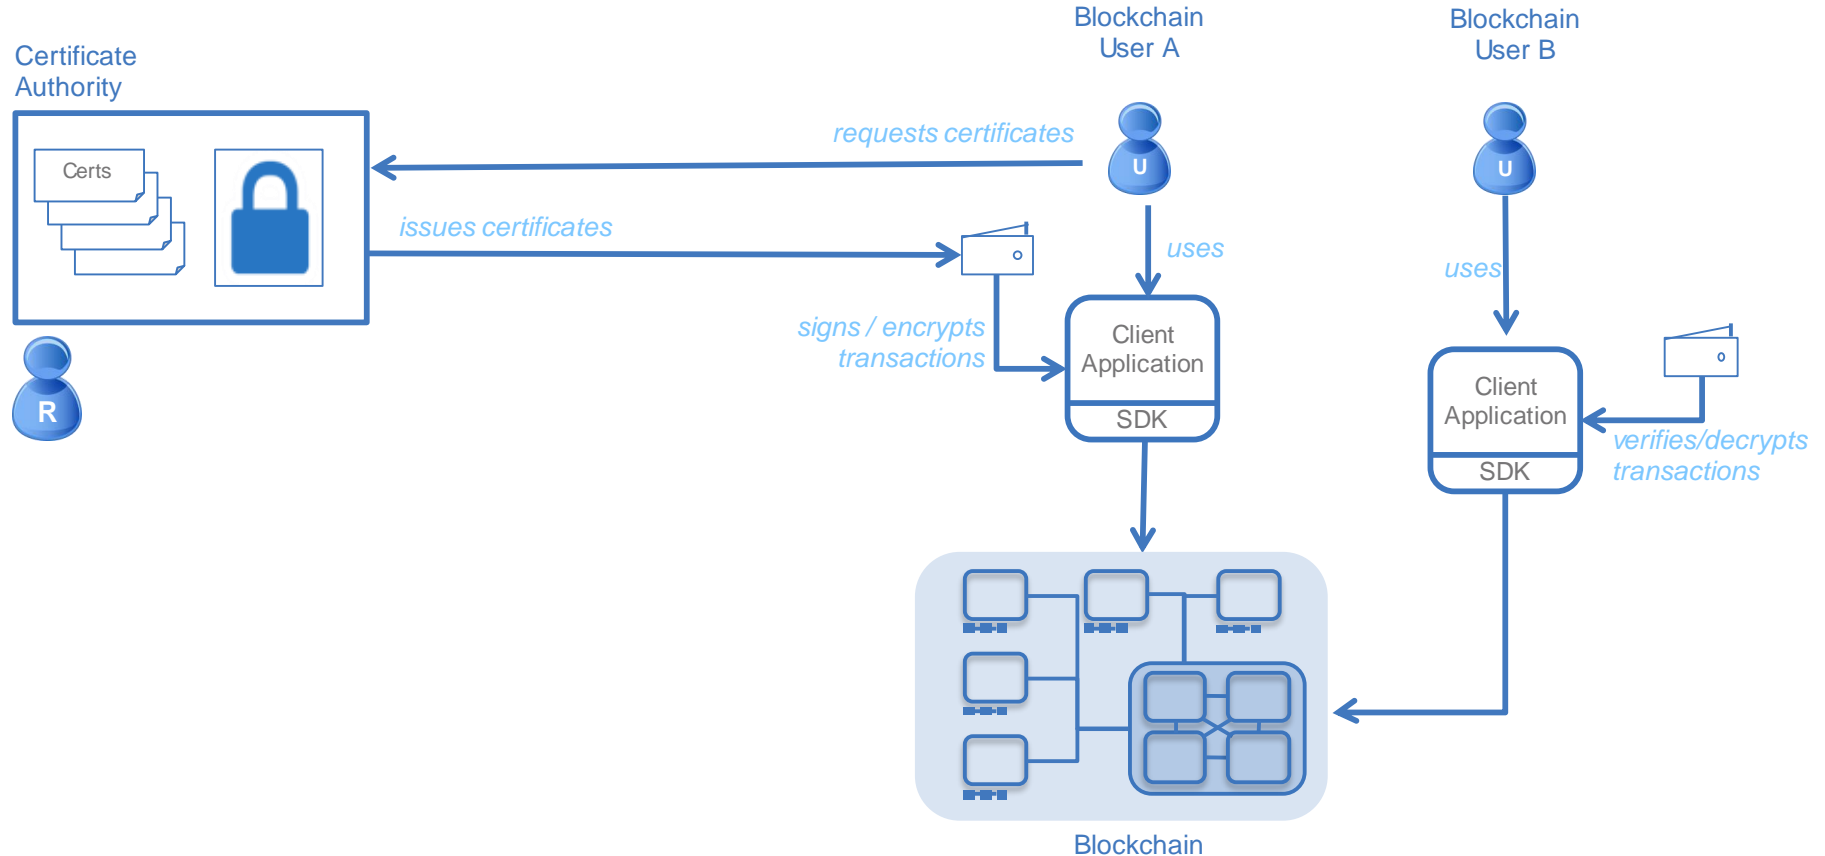 Certificate
Authority
Certs
R
requests certificates
issues certificates
Blockchain
User A
U
uses
signs / encrypts
transactions
Client
Application
SDK
Blockchain
User B
U
uses
Client
Application
SDK
verifies/decrypts
transactions
Blockchain